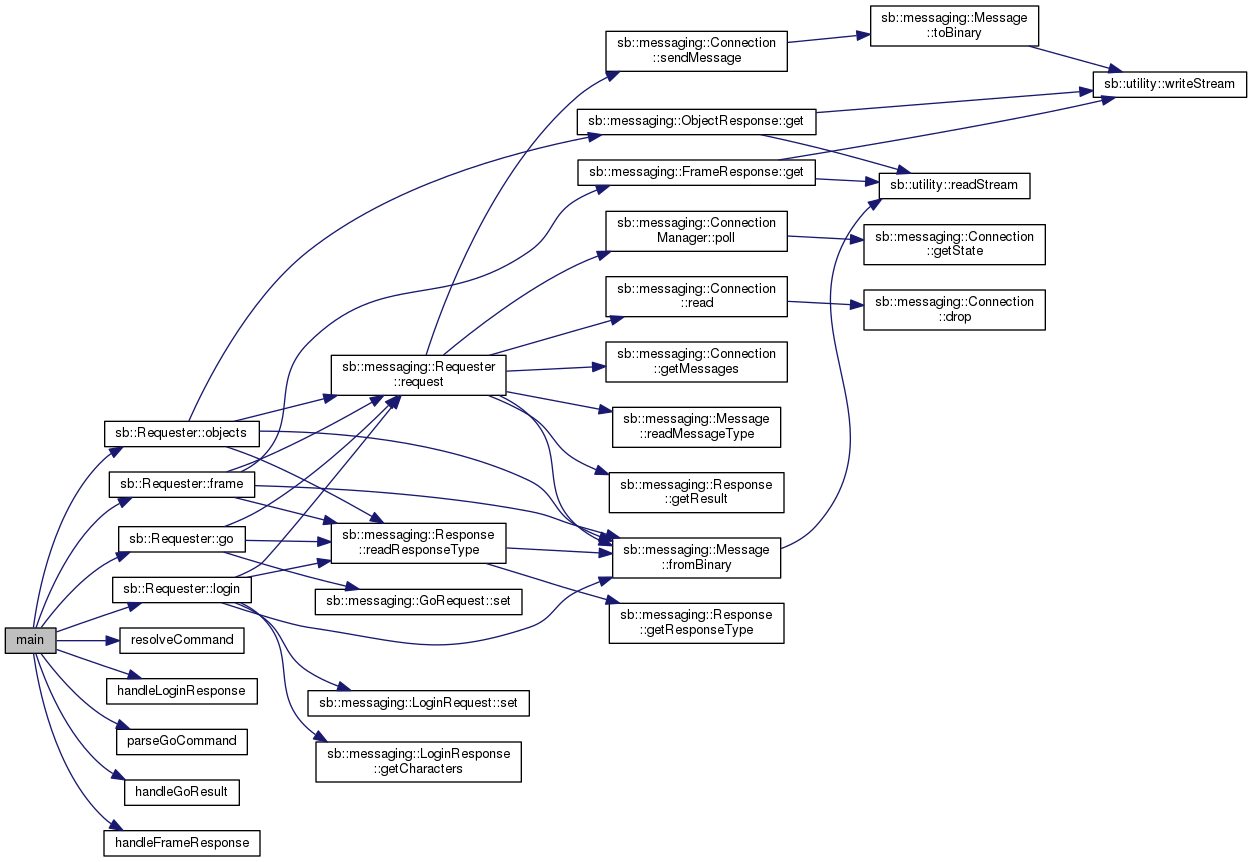 sb::messaging::Message
::toBinary
sb::messaging::Connection
::sendMessage
sb::utility::writeStream
sb::messaging::ObjectResponse::get
sb::messaging::FrameResponse::get
sb::utility::readStream
sb::messaging::Connection
Manager::poll
sb::messaging::Connection
::getState
sb::messaging::Connection
::read
sb::messaging::Connection
::drop
sb::messaging::Requester
::request
sb::messaging::Connection
::getMessages
sb::messaging::Message
::readMessageType
sb::Requester::objects
sb::Requester::frame
sb::messaging::Response
::getResult
sb::Requester::go
sb::messaging::Response
::readResponseType
sb::messaging::Message
::fromBinary
sb::Requester::login
sb::messaging::GoRequest::set
sb::messaging::Response
::getResponseType
main
resolveCommand
handleLoginResponse
sb::messaging::LoginRequest::set
parseGoCommand
sb::messaging::LoginResponse
::getCharacters
handleGoResult
handleFrameResponse